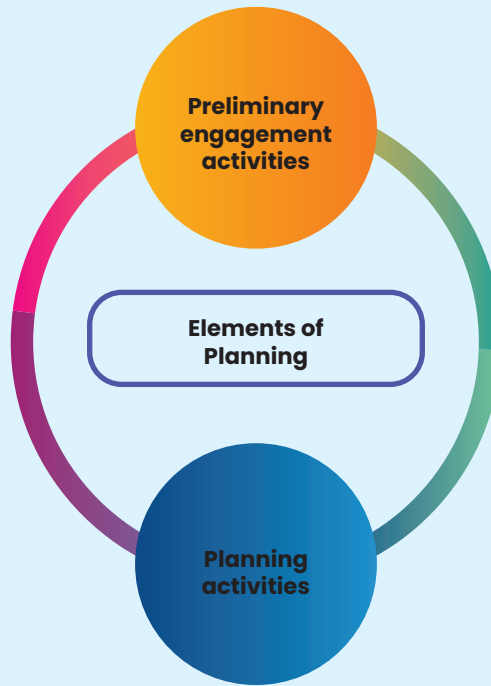 Preliminary
engagement
activities
Elements of
Planning
Planning
activities